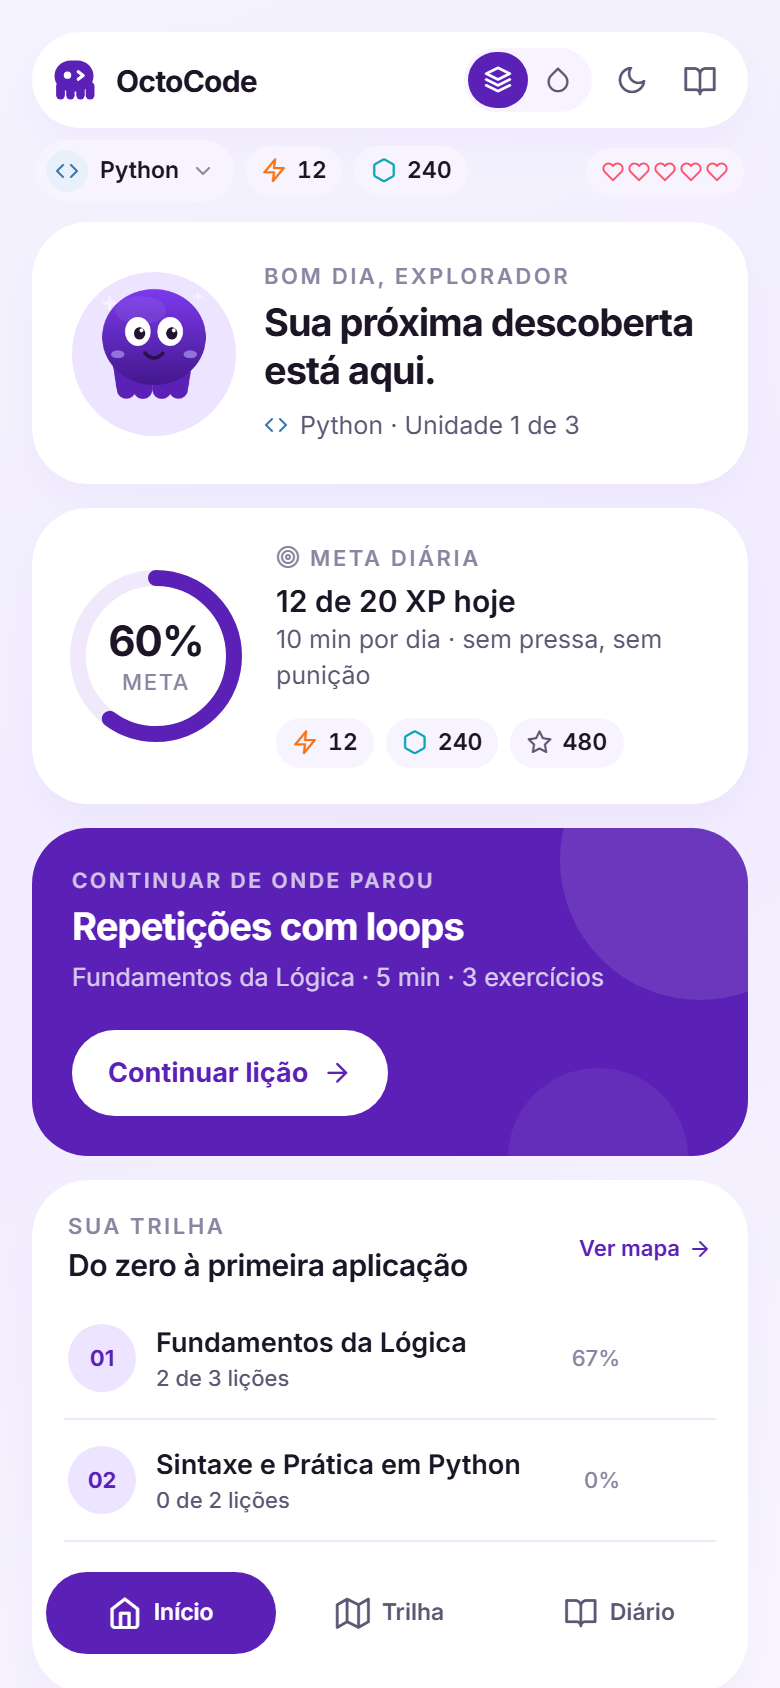 OctoCode
Python
12
240
BOM DIA, EXPLORADOR
Sua próxima descoberta
está aqui.
Python · Unidade 1 de 3
60%
META
META DIÁRIA
12 de 20 XP hoje
10 min por dia · sem pressa, sem
punição
12
240
480
CONTINUAR DE ONDE PAROU
Repetições com loops
Fundamentos da Lógica · 5 min · 3 exercícios
Continuar lição
SUA TRILHA
Do zero à primeira aplicação
Ver mapa
01
Fundamentos da Lógica
2 de 3 lições
67%
02
Sintaxe e Prática em Python
0 de 2 lições
0%
Início
Trilha
Diário